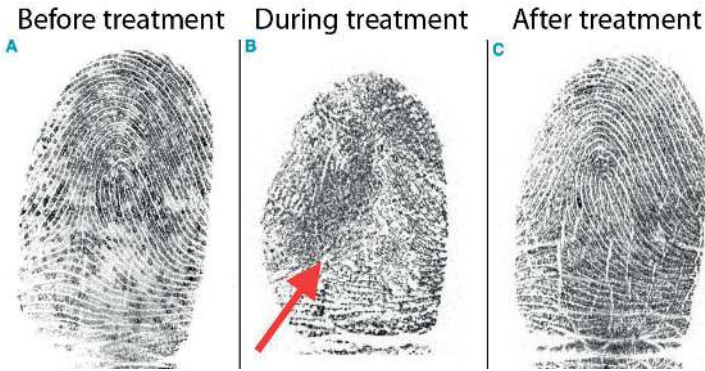 Before treatment
During treatment
After treatment
A
B
C